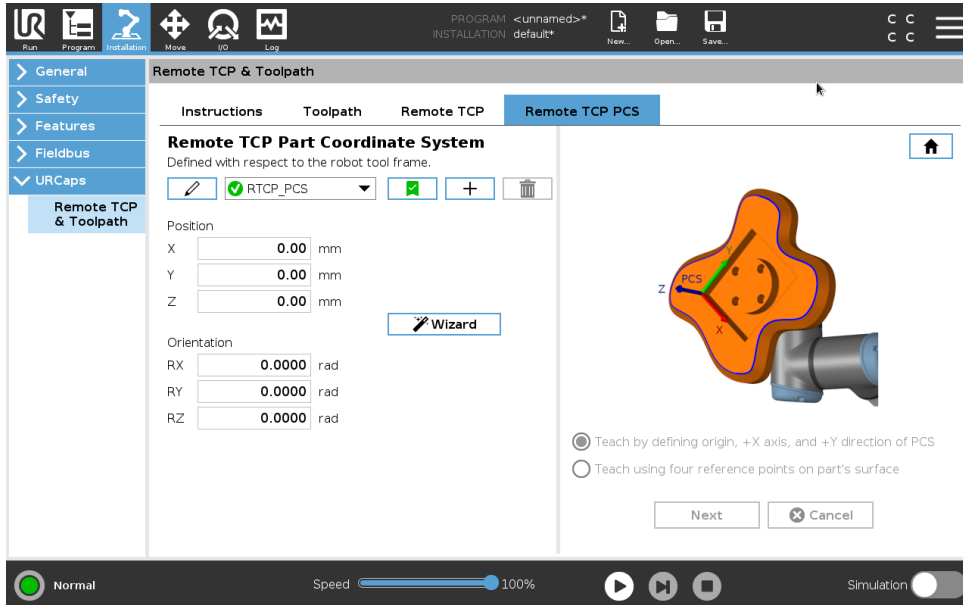 UR
Run
Program
Installation
Move
I/O
Log
PROGRAM <unnamed>*
INSTALLATION default*
New...
Open...
Save...
C C
C C
General
Safety
Features
Fieldbus
URCaps
Remote TCP
& Toolpath
Remote TCP & Toolpath
Instructions
Toolpath
Remote TCP
Remote TCP PCS
Remote TCP Part Coordinate System
Defined with respect to the robot tool frame.
RTCP_PCS
Position
X 0.00 mm
Y 0.00 mm
Z 0.00 mm
Wizard
Orientation
RX 0.0000 rad
RY 0.0000 rad
RZ 0.0000 rad
Y
PCS
Z
X
Teach by defining origin, +X axis, and +Y direction of PCS
Teach using four reference points on part's surface
Next
Cancel
Normal
Speed 100%
Simulation